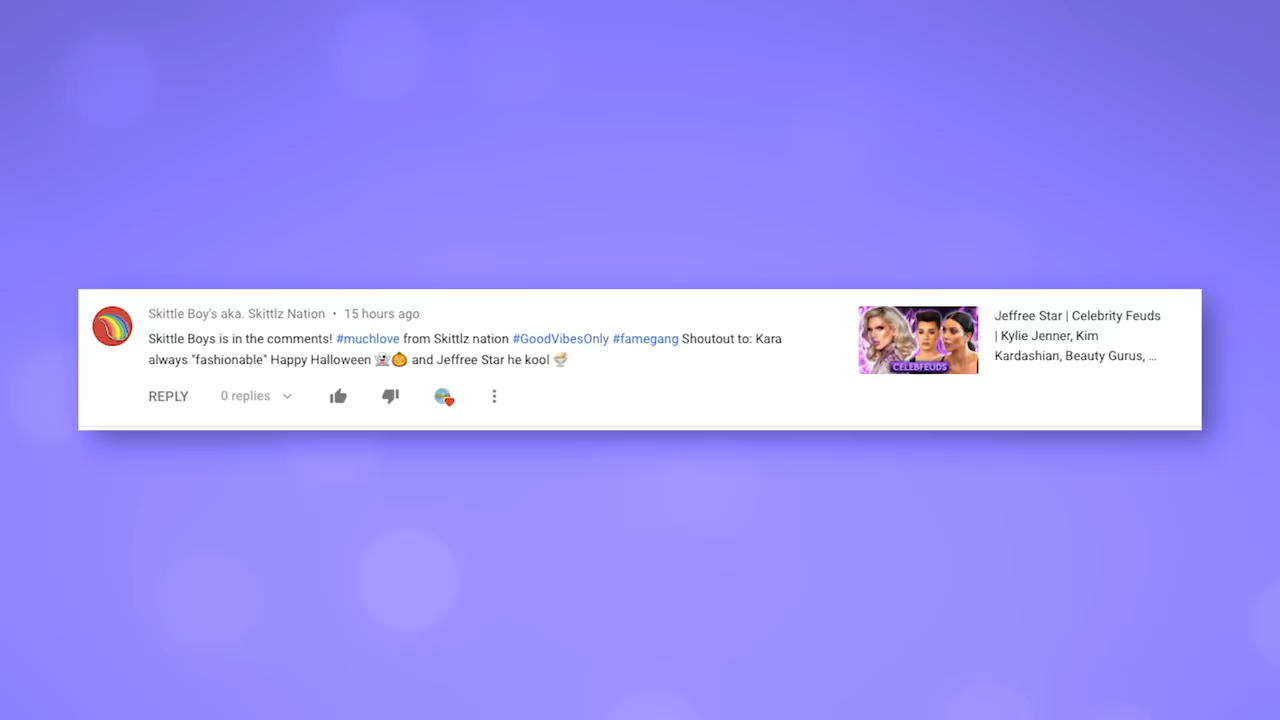 Skittle Boy's aka. Skittlz Nation • 15 hours ago
Skittle Boys is in the comments! #muchlove from Skittlz nation #GoodVibesOnly #famegang Shoutout to: Kara
always "fashionable" Happy Halloween 👻🎃 and Jeffree Star he kool 🍜
REPLY 0 replies
CELEBFEUDS
Jeffree Star | Celebrity Feuds
| Kylie Jenner, Kim
Kardashian, Beauty Gurus, ...